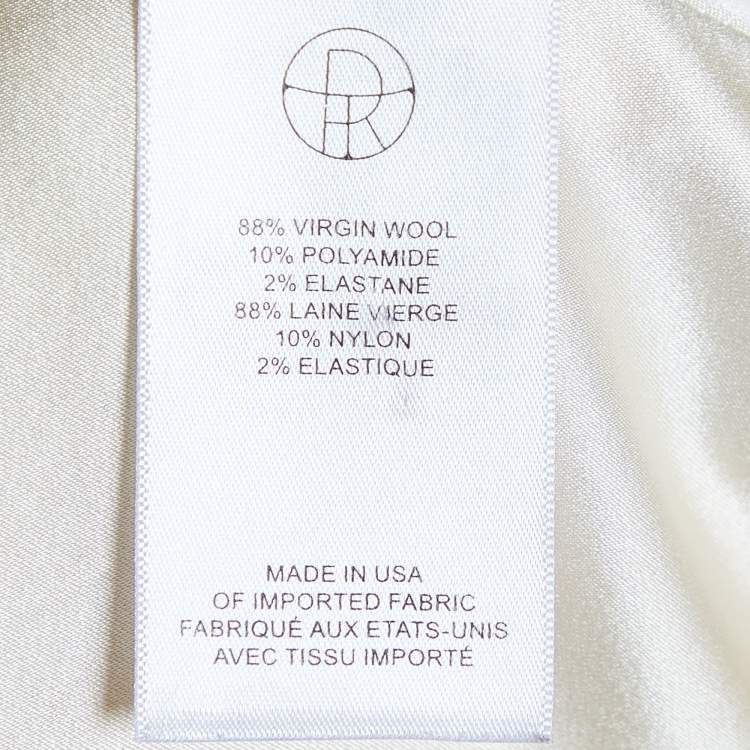 88% VIRGIN WOOL
10% POLYAMIDE
2% ELASTANE
88% LAINE VIERGE
10% NYLON
2% ELASTIQUE
MADE IN USA
OF IMPORTED FABRIC
FABRIQUÉ AUX ETATS-UNIS
AVEC TISSU IMPORTÉ